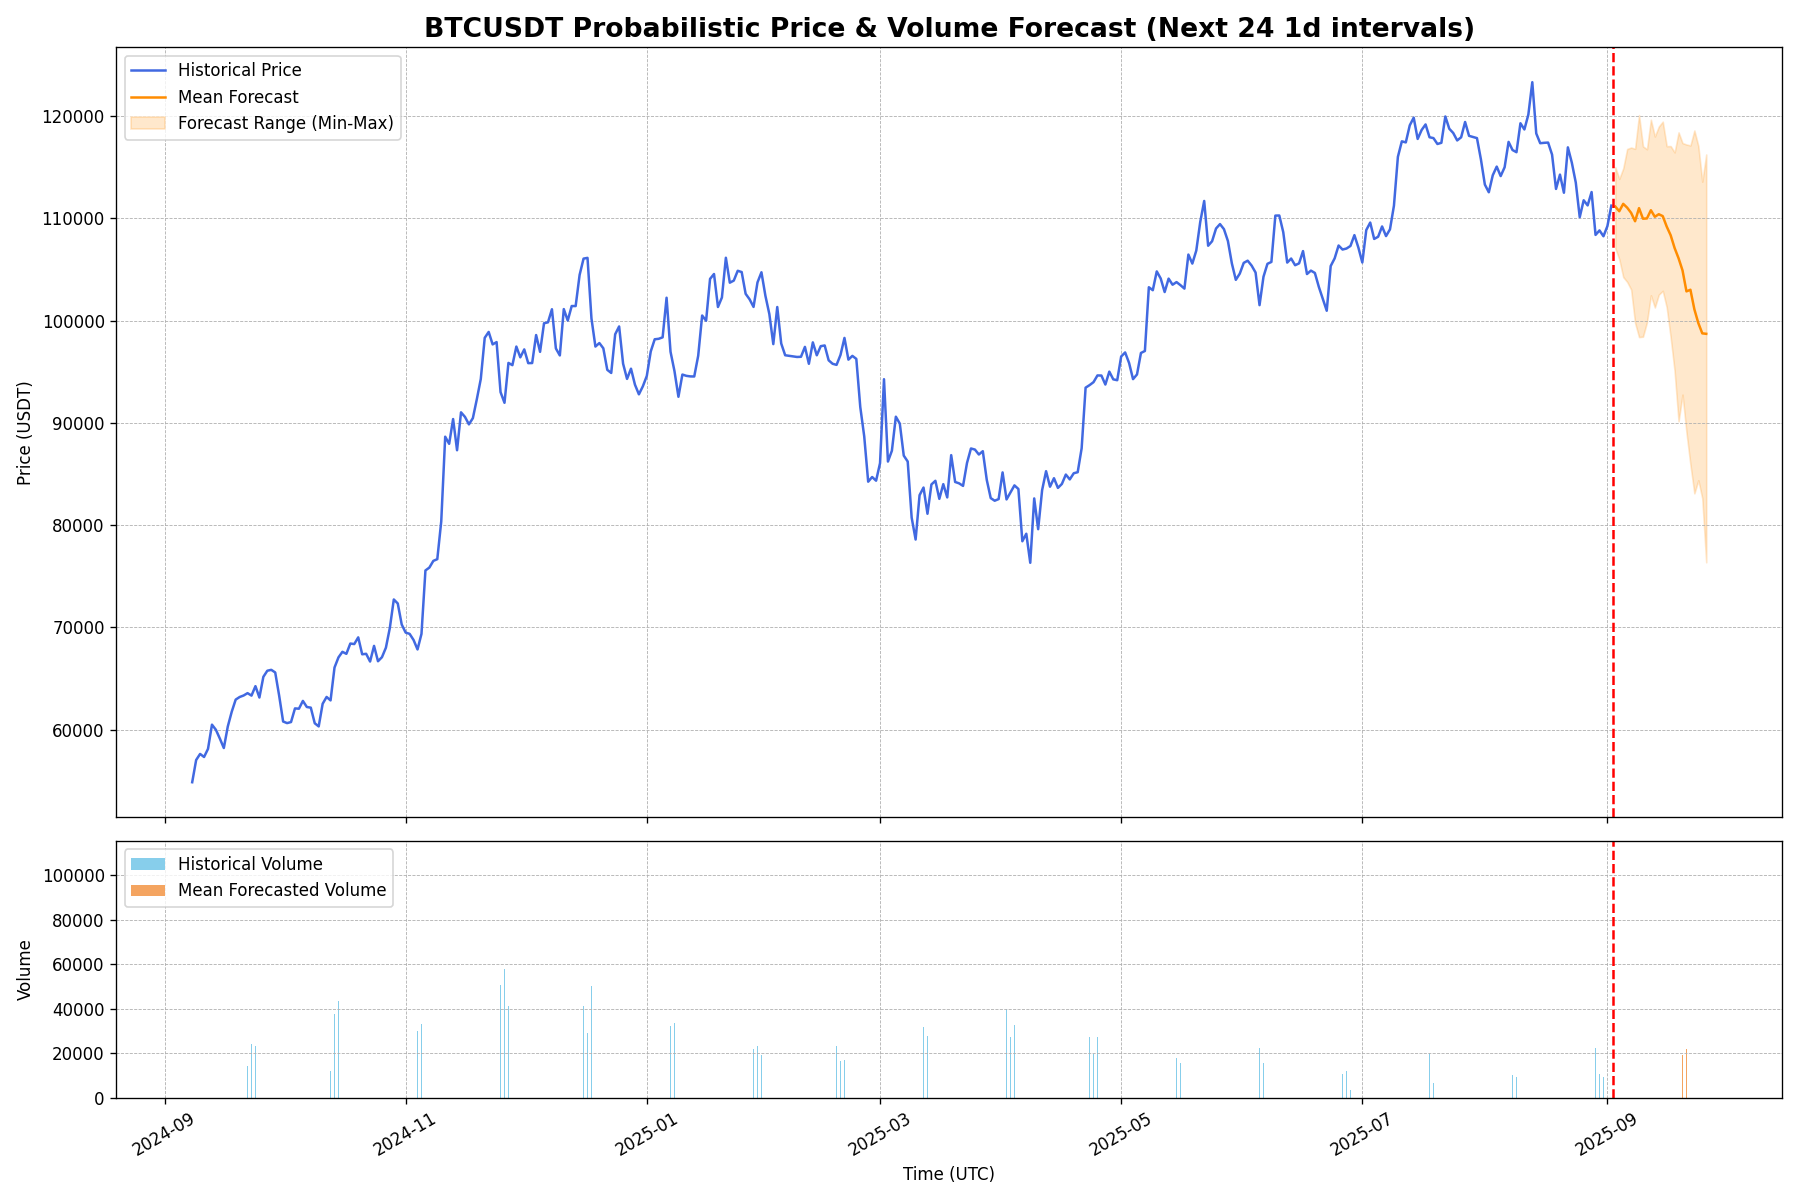 BTCUSDT Probabilistic Price & Volume Forecast (Next 24 1d intervals)
Historical Price
Mean Forecast
Forecast Range (Min-Max)
Price (USDT)
120000
110000
100000
90000
80000
70000
60000
Historical Volume
Mean Forecasted Volume
Volume
100000
80000
60000
40000
20000
0
2024-09
2024-11
2025-01
2025-03
2025-05
2025-07
2025-09
Time (UTC)